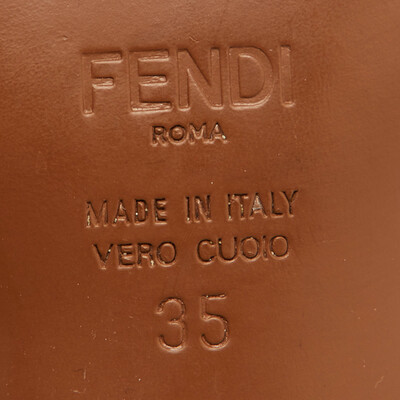 FENDI
ROMA
MADE IN ITALY
VERO CUOIO
35